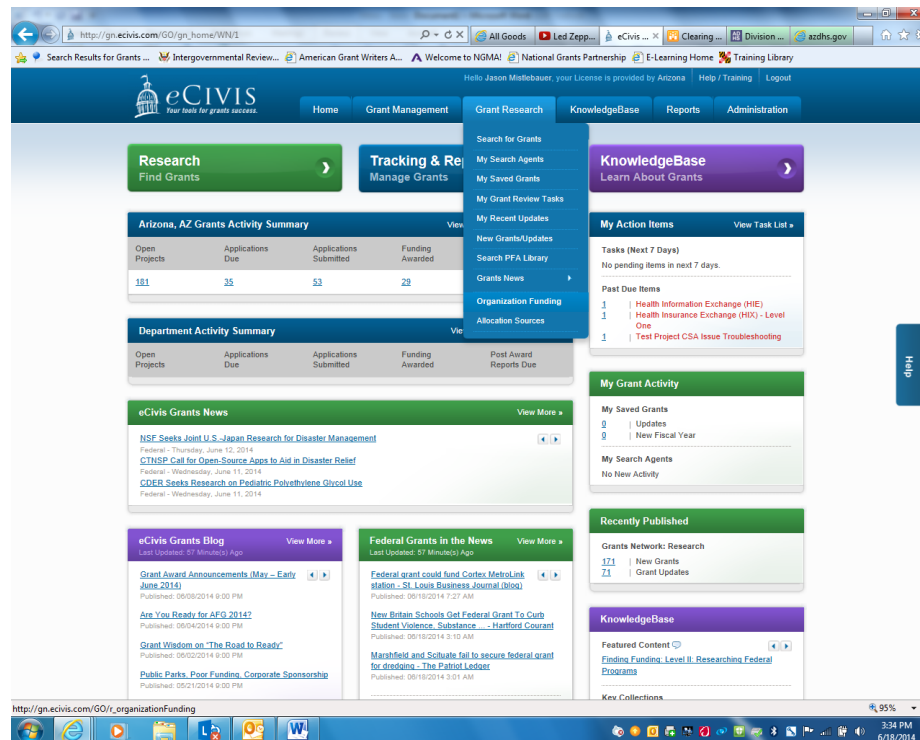 http://gn.ecivis.com/GO/gn_home/WN/1
All Goods
Led Zepp...
eCivis ...
Clearing ...
Division ...
azdhs.gov
Search Results for Grants ...
Intergovernmental Review...
American Grant Writers A...
Welcome to NGMA!
National Grants Partnership
E-Learning Home
Training Library
Hello Jason Mistlebauer, your License is provided by Arizona
Help / Training
Logout
eCIVIS
Your tools for grants success.
Home
Grant Management
Grant Research
KnowledgeBase
Reports
Administration
Search for Grants
My Search Agents
My Saved Grants
My Grant Review Tasks
My Recent Updates
New Grants/Updates
Search PFA Library
Grants News
Organization Funding
Allocation Sources
Research
Find Grants
Tracking & Re
Manage Grants
KnowledgeBase
Learn About Grants
Arizona, AZ Grants Activity Summary
View
Open Projects
Applications Due
Applications Submitted
Funding Awarded
181
35
53
29
Department Activity Summary
Vie
Open Projects
Applications Due
Applications Submitted
Funding Awarded
Post Award Reports Due
eCivis Grants News
View More »
NSF Seeks Joint U.S.-Japan Research for Disaster Management
Federal - Thursday, June 12, 2014
CTNSP Call for Open-Source Apps to Aid in Disaster Relief
Federal - Wednesday, June 11, 2014
CDER Seeks Research on Pediatric Polyethylene Glycol Use
Federal - Wednesday, June 11, 2014
eCivis Grants Blog
View More »
Last Updated: 57 Minute(s) Ago
Grant Award Announcements (May – Early
June 2014)
Published: 06/08/2014 9:00 PM
Are You Ready for AFG 2014?
Published: 06/04/2014 9:00 PM
Grant Wisdom on "The Road to Ready"
Published: 06/02/2014 9:00 PM
Public Parks, Poor Funding, Corporate Sponsorship
Published: 05/21/2014 9:00 PM
Federal Grants in the News
View More »
Last Updated: 57 Minute(s) Ago
Federal grant could fund Cortex MetroLink
station - St. Louis Business Journal (blog)
Published: 06/18/2014 7:27 AM
New Britain Schools Get Federal Grant To Curb
Student Violence, Substance ... - Hartford Courant
Published: 06/18/2014 3:10 AM
Marshfield and Scituate fail to secure federal grant
for dredging - The Patriot Ledger
Published: 06/18/2014 3:01 AM
My Action Items
View Task List »
Tasks (Next 7 Days)
No pending items in next 7 days.
Past Due Items
1 | Health Information Exchange (HIE)
1 | Health Insurance Exchange (HIX) - Level
One
1 | Test Project CSA Issue Troubleshooting
My Grant Activity
My Saved Grants
0 | Updates
0 | New Fiscal Year
My Search Agents
No New Activity
Recently Published
Grants Network: Research
171 | New Grants
71 | Grant Updates
KnowledgeBase
Featured Content
Finding Funding: Level II: Researching Federal
Programs
Key Collections
Help
http://gn.ecivis.com/GO/r_organizationFunding
95%
3:34 PM
6/18/2014